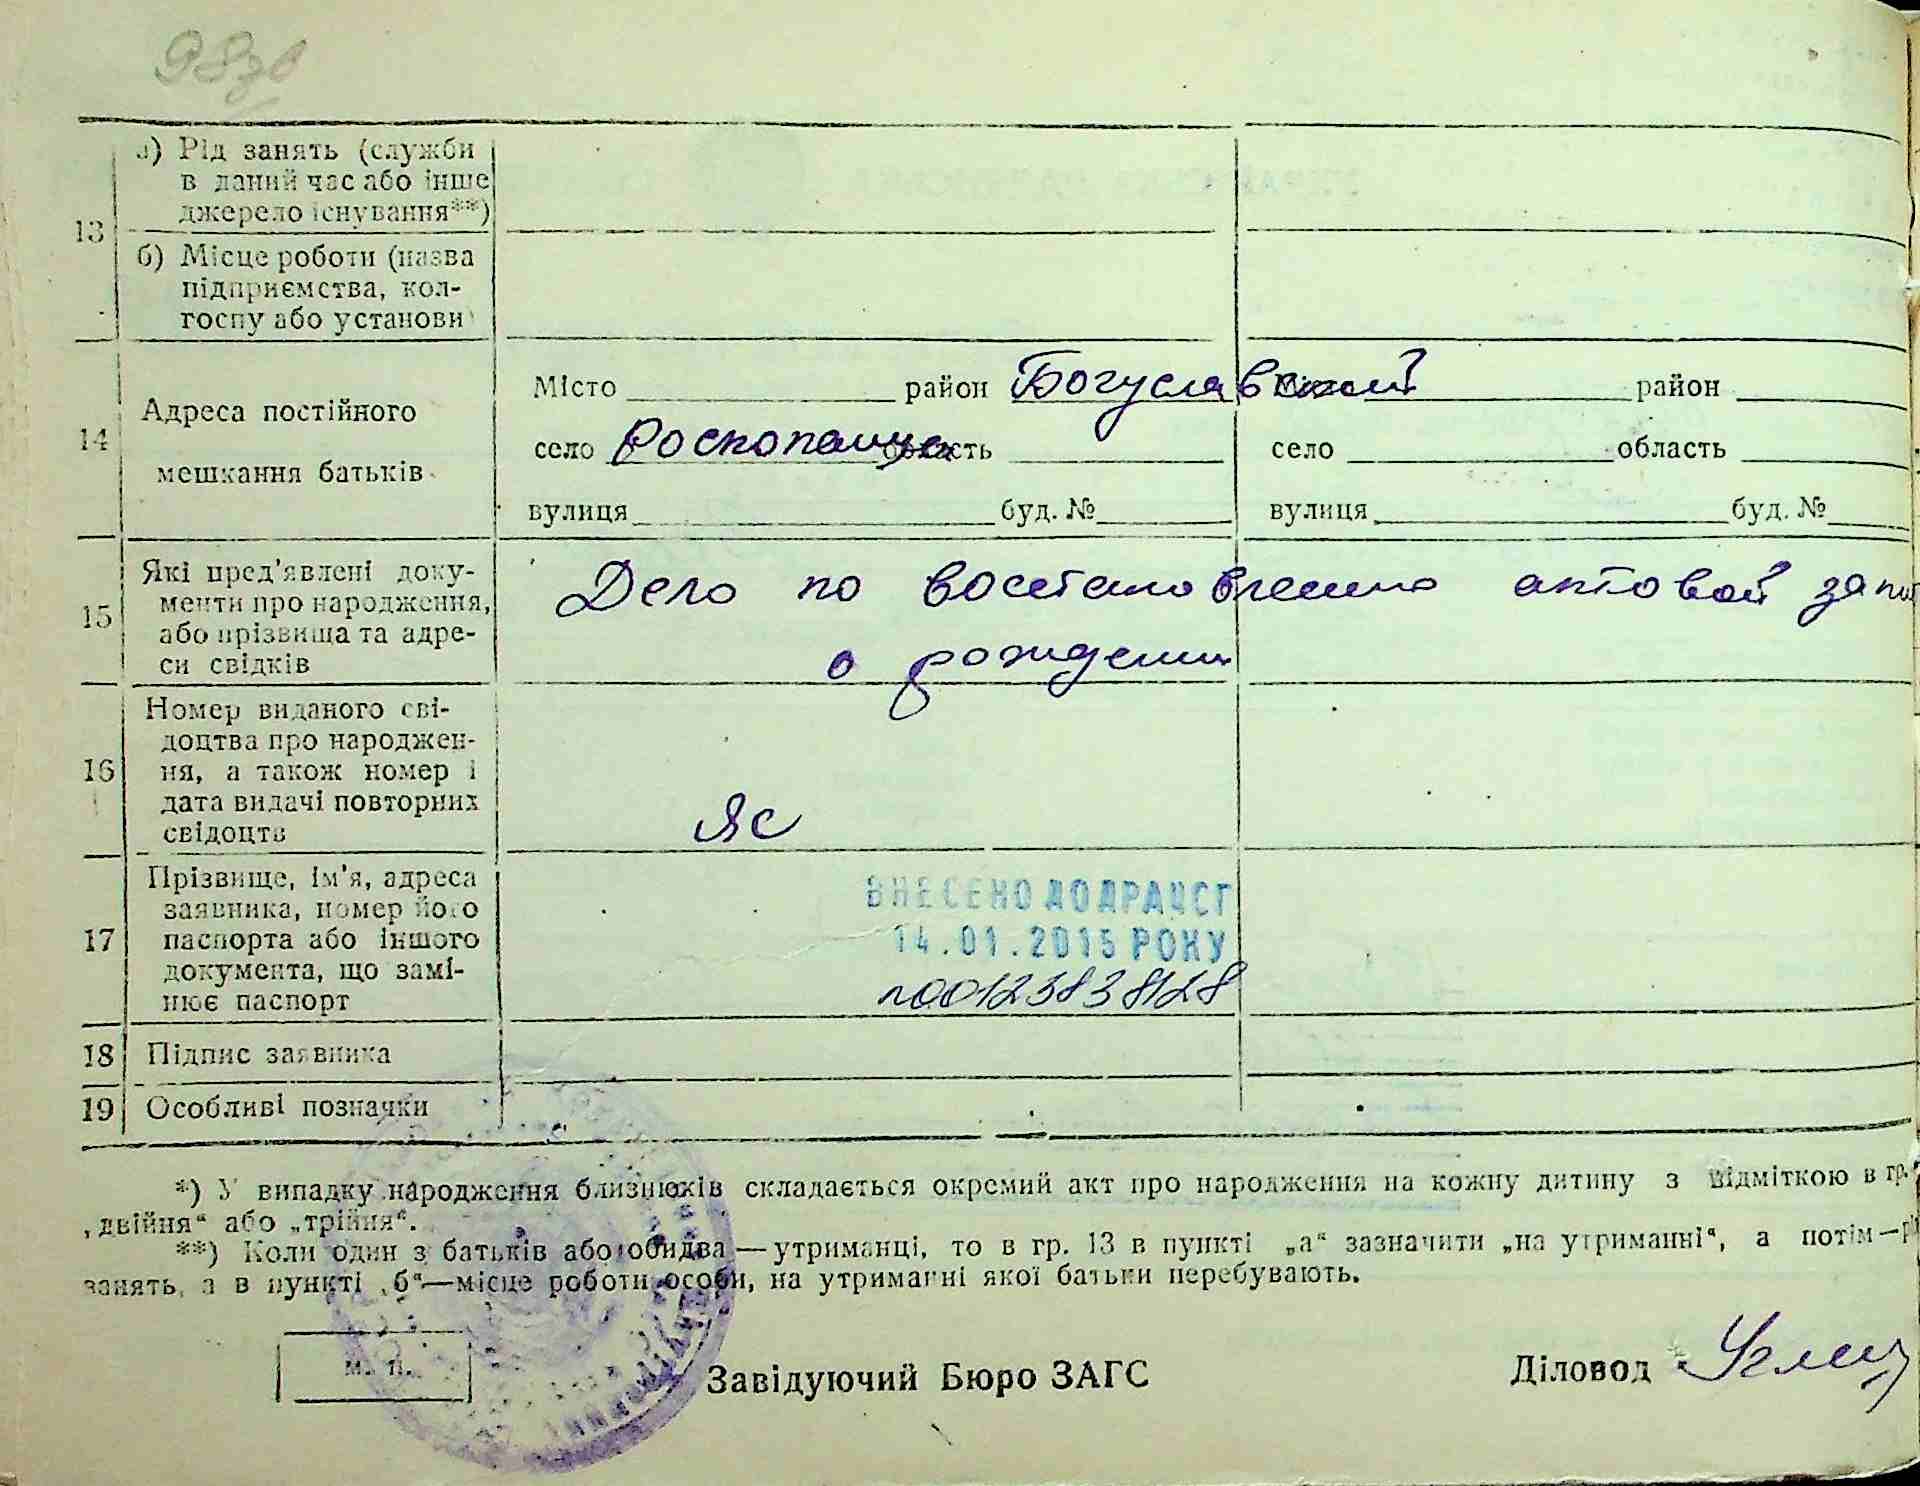 98зв
а) Рід занять (служби
в даний час або інше
джерело існування**)
13
б) Місце роботи (назва
підприємства, кол-
госпу або установи
14
Адреса постійного
мешкання батьків
Місто район Богуславский
село Роскопанца область
вулиця буд. №
Місто район
село область
вулиця буд. №
15
Які пред'явлені доку-
менти про народження,
або прізвища та адре-
си свідків
Дело по восстановлению актовой запи
о рождении
16
Номер виданого сві-
доцтва про народжен-
ня, а також номер і
дата видачі повторних
свідоцтв
ЯС
17
Прізвище, ім'я, адреса
заявника, номер його
паспорта або іншого
документа, що замі-
нює паспорт
ВНЕСЕНО ДО ДРАЦСГ
14.01.2015 РОКУ
№00123838128
18 Підпис заявника
19 Особливі позначки
*) У випадку народження близнюків складається окремий акт про народження на кожну дитину з відміткою в гр.
„двійня“ або „трійня“.
**) Коли один з батьків або обидва—утриманці, то в гр. 13 в пункті „а“ зазначити „на утриманні“, а потім—рі
занять, а в пункті „б“—місце роботи особи, на утриманні якої батьки перебувають.
М. П.
Завідуючий Бюро ЗАГС
Діловод